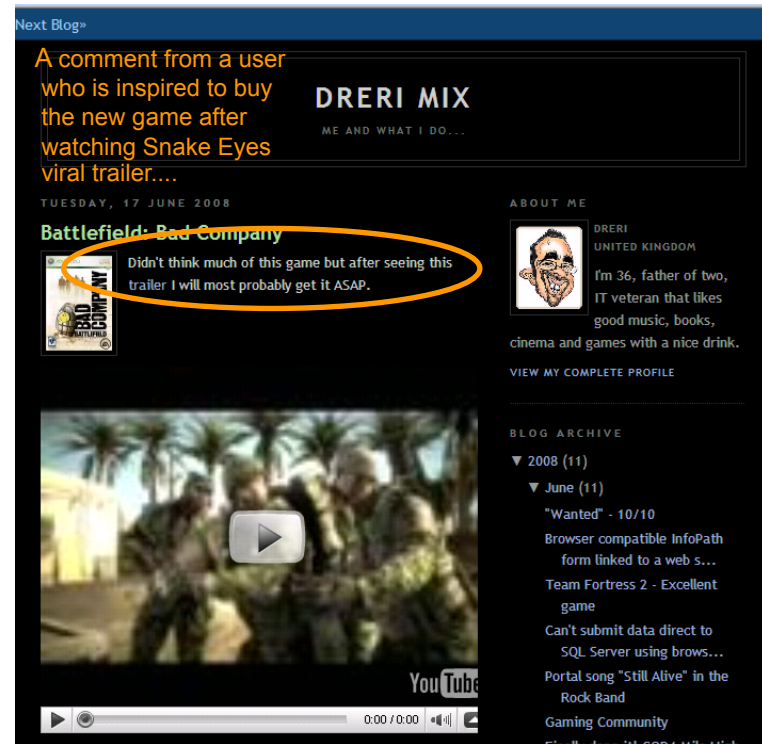 Next Blog»
A comment from a user
who is inspired to buy
the new game after
watching Snake Eyes
viral trailer....
DRERI MIX
ME AND WHAT I DO...
TUESDAY, 17 JUNE 2008
Battlefield: Bad Company
Didn't think much of this game but after seeing this
trailer I will most probably get it ASAP.
BAD
COMPANY
BATTLEFIELD
YouTube
0:00 / 0:00
ABOUT ME
DRERI
UNITED KINGDOM
I'm 36, father of two,
IT veteran that likes
good music, books,
cinema and games with a nice drink.
VIEW MY COMPLETE PROFILE
BLOG ARCHIVE
▼ 2008 (11)
▼ June (11)
"Wanted" - 10/10
Browser compatible InfoPath
form linked to a web s...
Team Fortress 2 - Excellent
game
Can't submit data direct to
SQL Server using brows...
Portal song "Still Alive" in the
Rock Band
Gaming Community